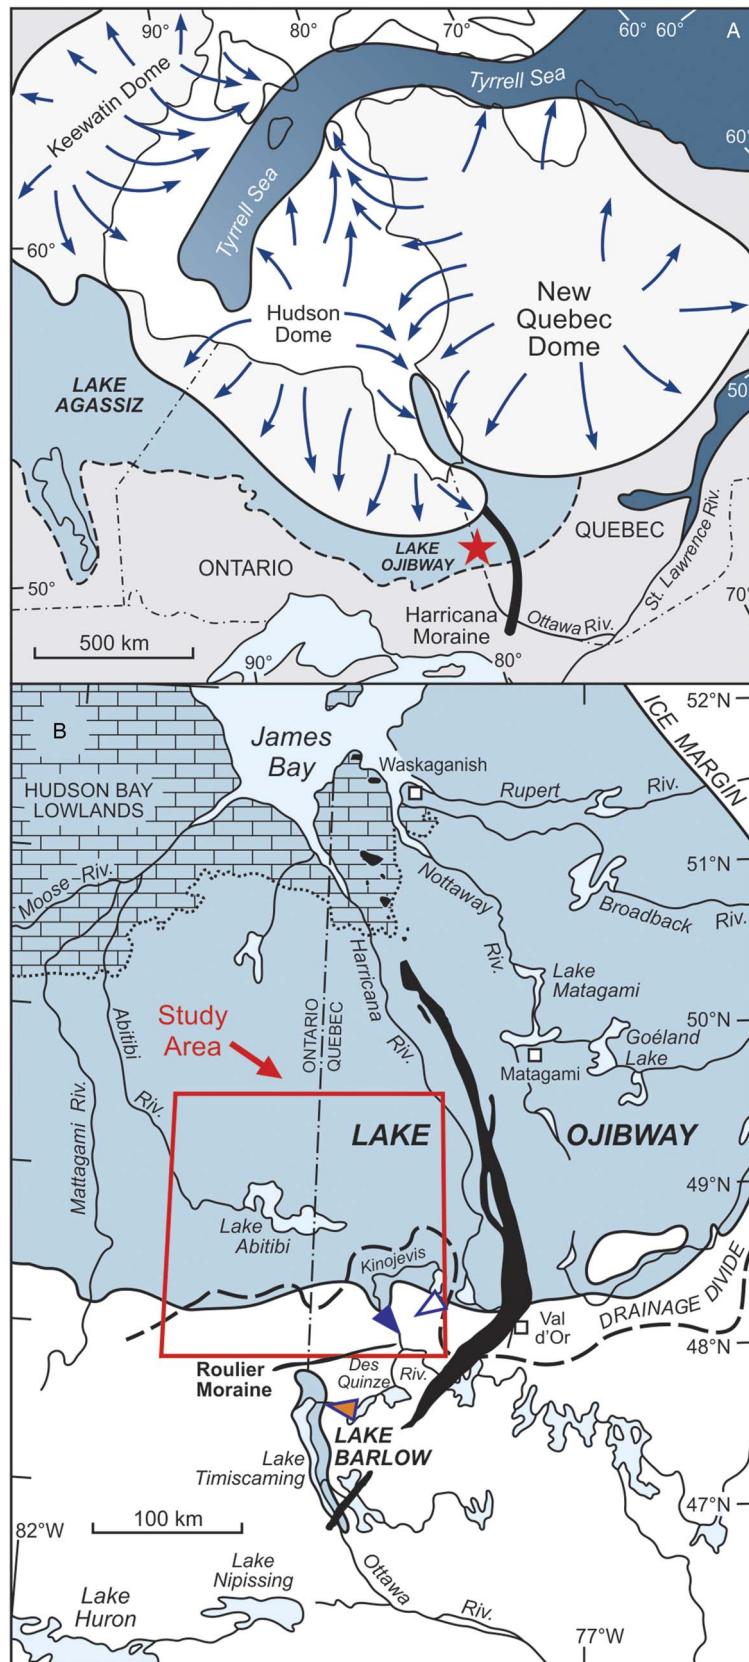 90°
80°
70°
60°
60°
A
Tyrrell Sea
Keewatin Dome
60°
Tyrrell Sea
60°
Hudson
Dome
New
Quebec
Dome
LAKE
AGASSIZ
50
QUEBEC
LAKE
OJIBWAY
ONTARIO
St. Lawrence Riv.
50°
70°
Harricana
Moraine
Ottawa Riv.
500 km
90°
80°
B
James
Bay
52°N
ICE MARGIN
Waskaganish
HUDSON BAY
LOWLANDS
Rupert
Riv.
51°N
Moose Riv.
Nottaway
Riv.
Broadback
Riv.
Harricana
Riv.
Lake
Matagami
ONTARIO
QUEBEC
Study
Area
Abitibi
Riv.
50°N
Goéland
Lake
Matagami
Mattagami Riv.
LAKE
OJIBWAY
49°N
Lake
Abitibi
Kinojevis
DRAINAGE DIVIDE
Val
d'Or
48°N
Roulier
Moraine
Des
Quinze
Riv.
LAKE
BARLOW
Lake
Timiscaming
47°N
100 km
82°W
Lake
Nipissing
Ottawa
Riv.
Lake
Huron
77°W